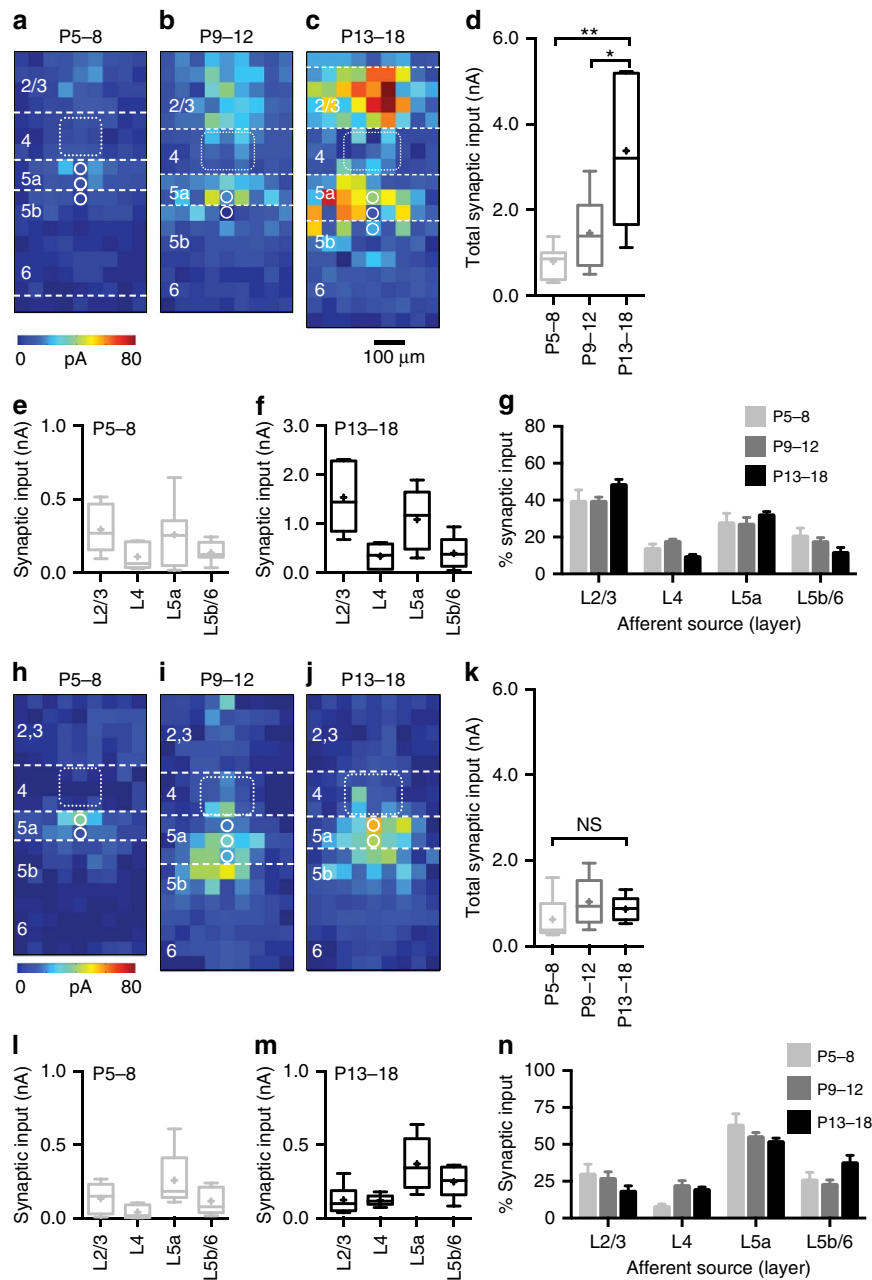 a
b
c
d
P5–8
P9–12
P13–18
2/3
4
5a
5b
6
2/3
4
5a
5b
6
2/3
4
5a
5b
6
0 pA 80
100 μm
Total synaptic input (nA)
6.0
4.0
2.0
0.0
**
*
P5–8
P9–12
P13–18
e
P5–8
Synaptic input (nA)
1.0
0.5
0.0
L2/3
L4
L5a
L5b/6
f
P13–18
Synaptic input (nA)
3.0
2.0
1.0
0.0
L2/3
L4
L5a
L5b/6
g
% synaptic input
80
60
40
20
0
P5–8
P9–12
P13–18
L2/3 L4 L5a L5b/6
Afferent source (layer)
h
i
j
k
P5–8
P9–12
P13–18
2,3
4
5a
5b
6
2,3
4
5a
5b
6
2,3
4
5a
5b
6
0 pA 80
Total synaptic input (nA)
6.0
4.0
2.0
0.0
NS
P5–8
P9–12
P13–18
l
P5–8
Synaptic input (nA)
1.0
0.5
0.0
L2/3
L4
L5a
L5b/6
m
P13–18
Synaptic input (nA)
1.0
0.5
0.0
L2/3
L4
L5a
L5b/6
n
% Synaptic input
100
75
50
25
0
P5–8
P9–12
P13–18
L2/3 L4 L5a L5b/6
Afferent source (layer)